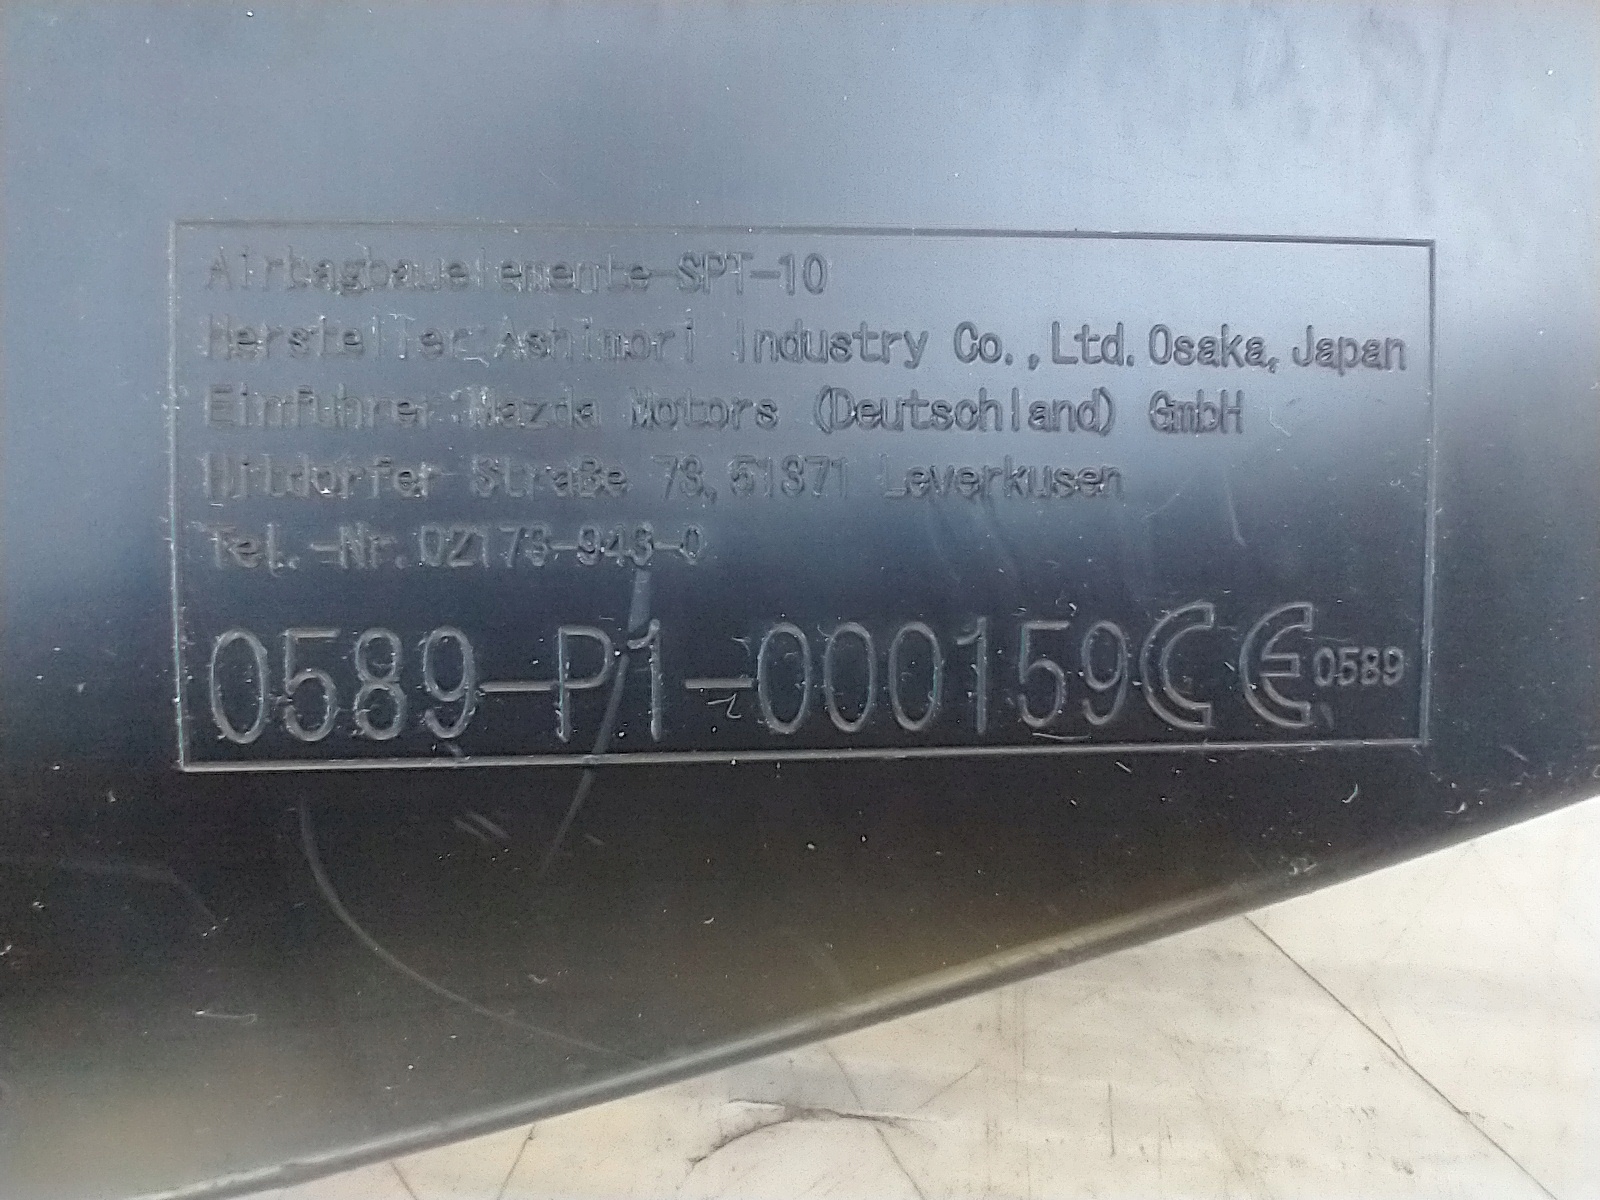 Airbagbauelemente-SPT-10
Hersteller:Ashimori Industry Co.,Ltd. Osaka, Japan
Einfuhrer:Mazda Motors (Deutschland) GmbH
Hitdorfer Straße 73, 51371 Leverkusen
Tel.-Nr.02173-943-0
0589-P1-000159 CE 0589